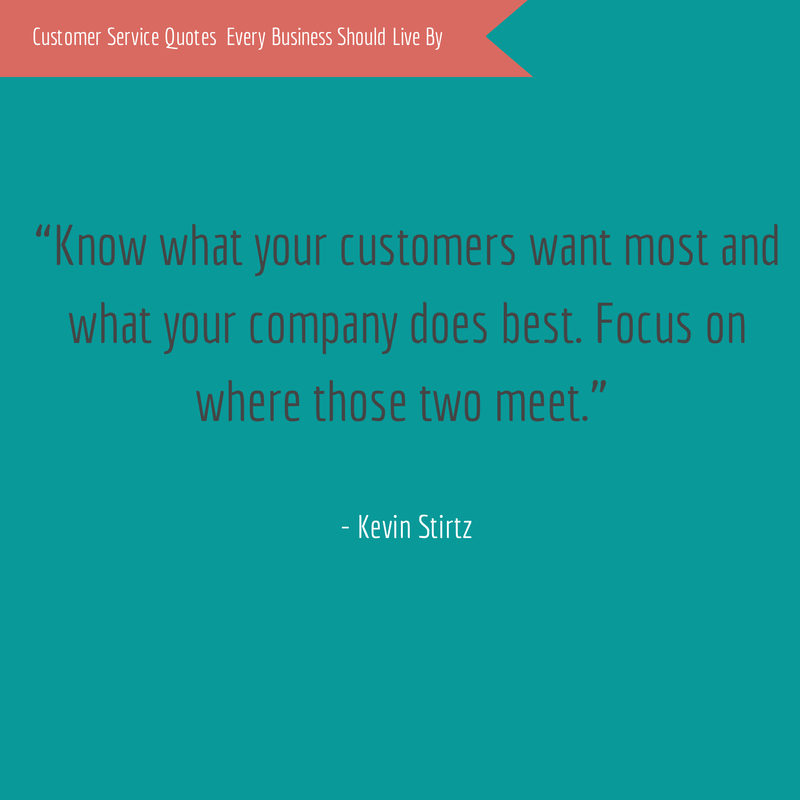 Customer Service Quotes  Every Business Should Live By
“Know what your customers want most and
what your company does best. Focus on
where those two meet.”
- Kevin Stirtz